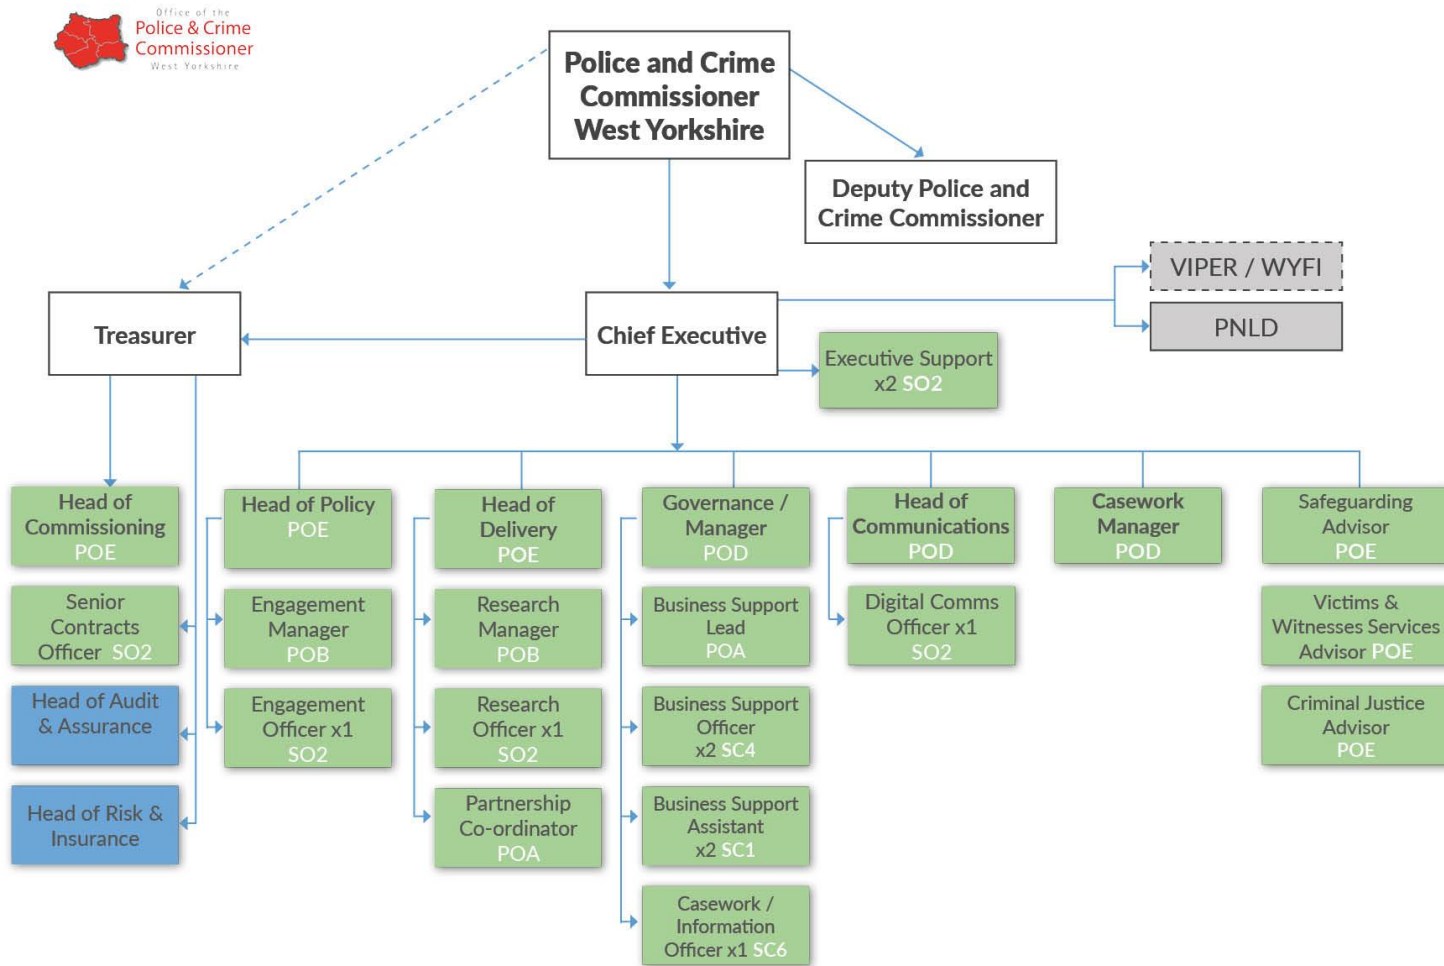 Office of the
Police & Crime
Commissioner
West Yorkshire
Police and Crime
Commissioner
West Yorkshire
Deputy Police and
Crime Commissioner
VIPER / WYFI
PNLD
Treasurer
Chief Executive
Executive Support
x2 SO2
Head of
Commissioning
POE
Senior
Contracts
Officer SO2
Head of Audit
& Assurance
Head of Risk &
Insurance
Head of Policy
POE
Engagement
Manager
POB
Engagement
Officer x1
SO2
Head of
Delivery
POE
Research
Manager
POB
Research
Officer x1
SO2
Partnership
Co-ordinator
POA
Governance /
Manager
POD
Business Support
Lead
POA
Business Support
Officer
x2 SC4
Business Support
Assistant
x2 SC1
Casework /
Information
Officer x1 SC6
Head of
Communications
POD
Digital Comms
Officer x1
SO2
Casework
Manager
POD
Safeguarding
Advisor
POE
Victims &
Witnesses Services
Advisor POE
Criminal Justice
Advisor
POE